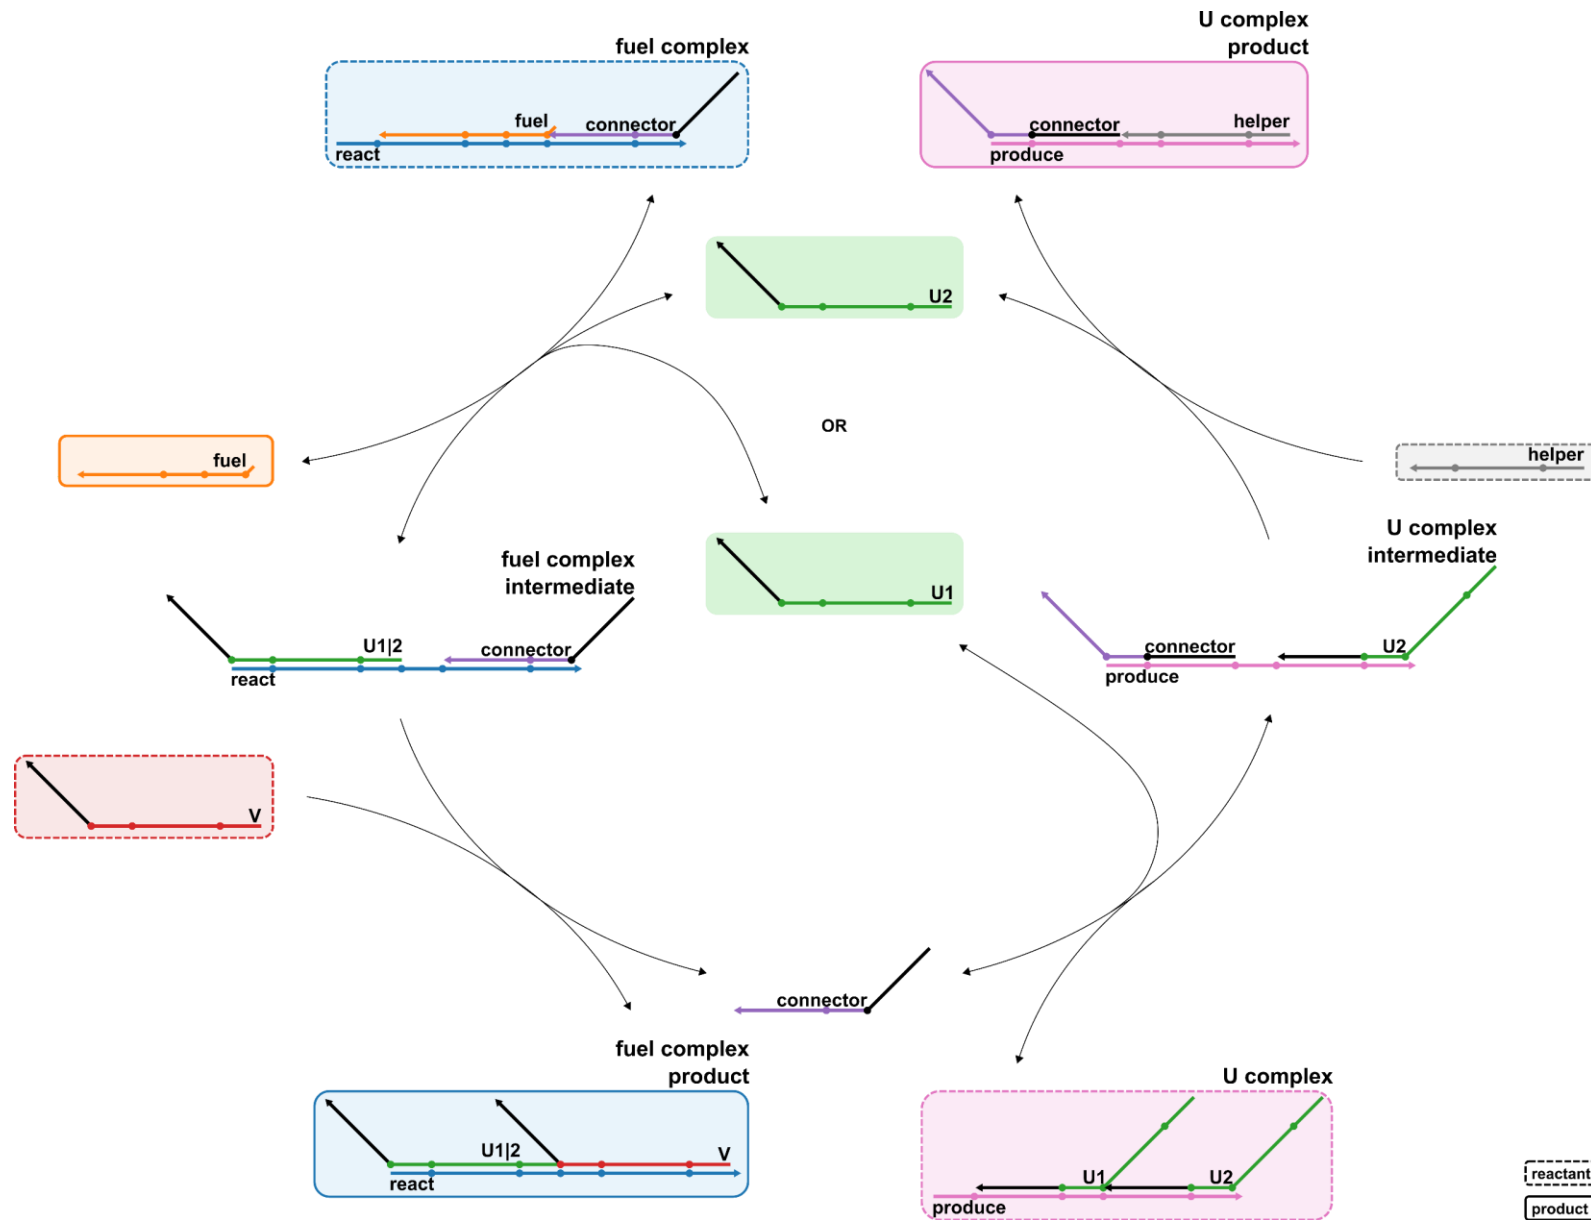 fuel complex
fuel
connector
react
U complex
product
connector
helper
produce
U2
OR
fuel
helper
fuel complex
intermediate
U1|2
connector
react
U1
U complex
intermediate
connector
U2
produce
V
connector
fuel complex
product
U1|2
V
react
U complex
U1
U2
produce
reactant
product